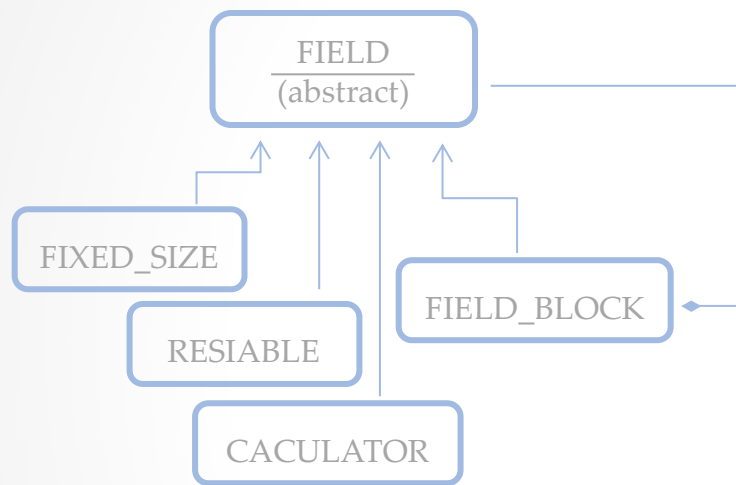 FIELD
(abstract)
FIXED_SIZE
FIELD_BLOCK
RESIABLE
CACULATOR